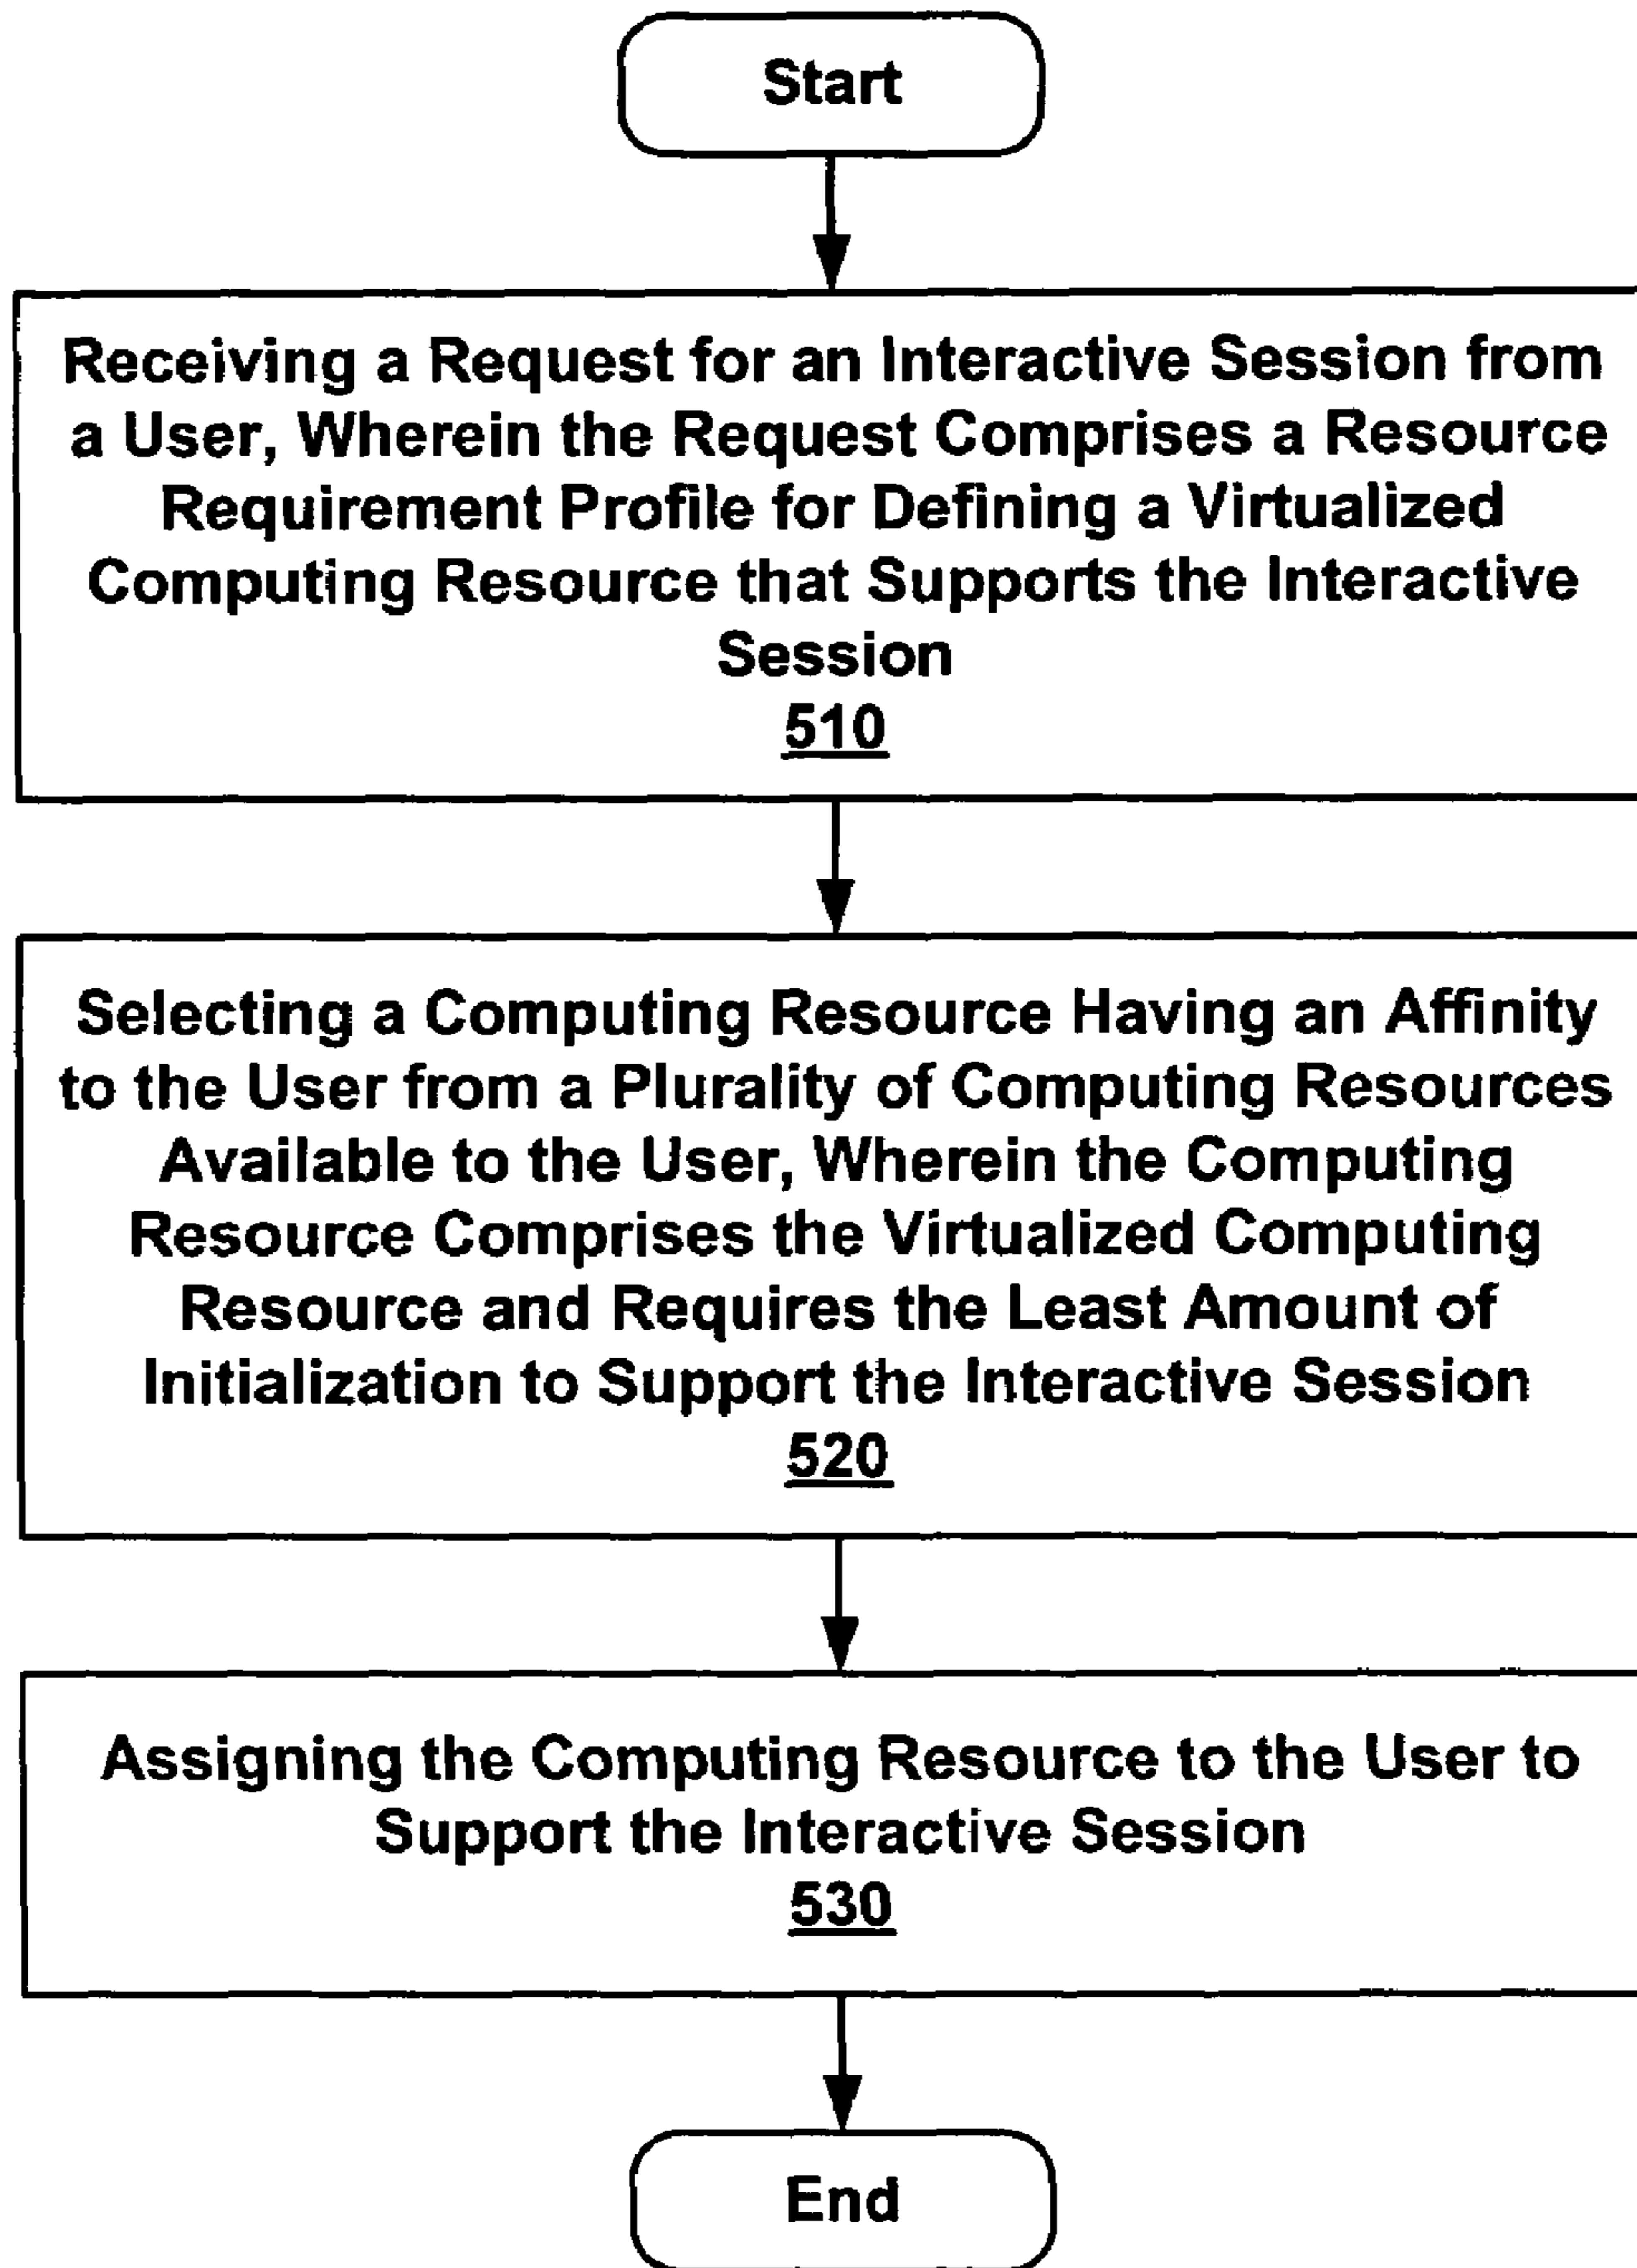 Start
Receiving a Request for an Interactive Session from
a User, Wherein the Request Comprises a Resource
Requirement Profile for Defining a Virtualized
Computing Resource that Supports the Interactive
Session
510
Selecting a Computing Resource Having an Affinity
to the User from a Plurality of Computing Resources
Available to the User, Wherein the Computing
Resource Comprises the Virtualized Computing
Resource and Requires the Least Amount of
Initialization to Support the Interactive Session
520
Assigning the Computing Resource to the User to
Support the Interactive Session
530
End